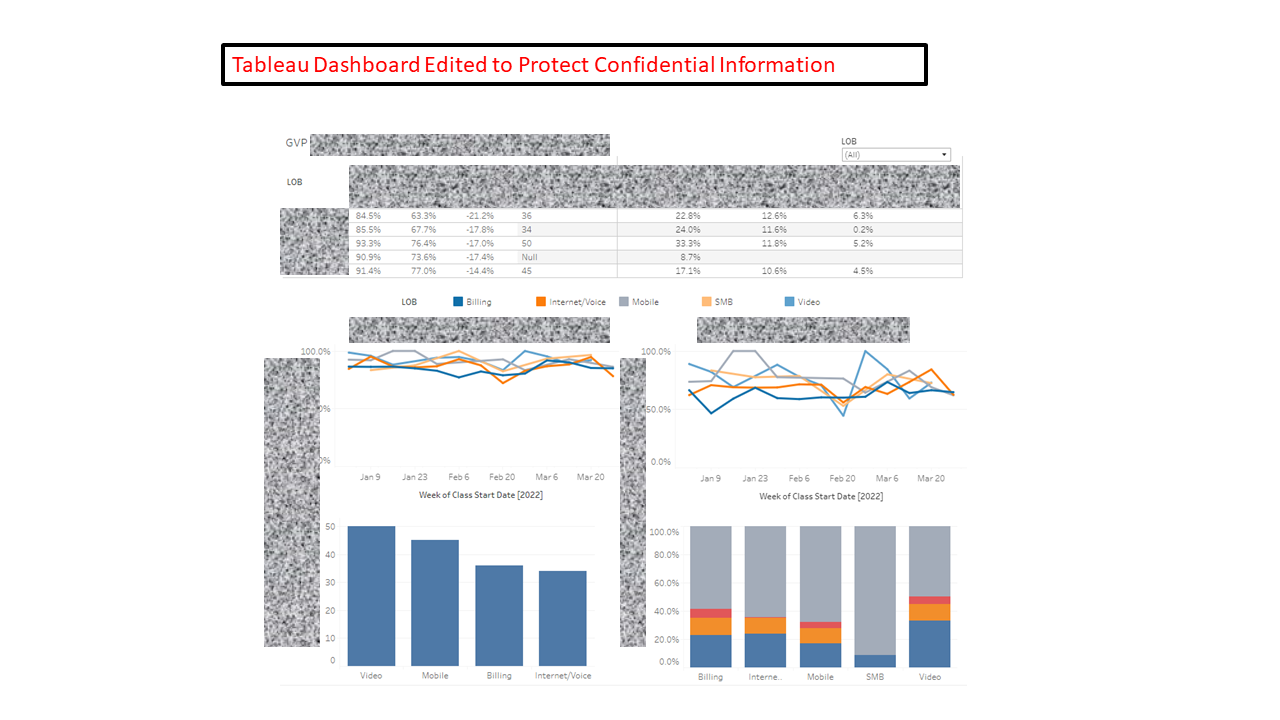 Tableau Dashboard Edited to Protect Confidential Information
GVP
LOB
(All)
LOB
84.5% 63.3% -21.2% 36 22.8% 12.6% 6.3%
85.5% 67.7% -17.8% 34 24.0% 11.6% 0.2%
93.3% 76.4% -17.0% 50 33.3% 11.8% 5.2%
90.9% 73.6% -17.4% Null 8.7%
91.4% 77.0% -14.4% 45 17.1% 10.6% 4.5%
LOB Billing Internet/Voice Mobile SMB Video
100.0%
0%
0%
Jan 9 Jan 23 Feb 6 Feb 20 Mar 6 Mar 20
Week of Class Start Date [2022]
100.0%
50.0%
0.0%
Jan 9 Jan 23 Feb 6 Feb 20 Mar 6 Mar 20
Week of Class Start Date [2022]
50
40
30
20
10
0
Video Mobile Billing Internet/Voice
100.0%
80.0%
60.0%
40.0%
20.0%
0.0%
Billing Interne.. Mobile SMB Video